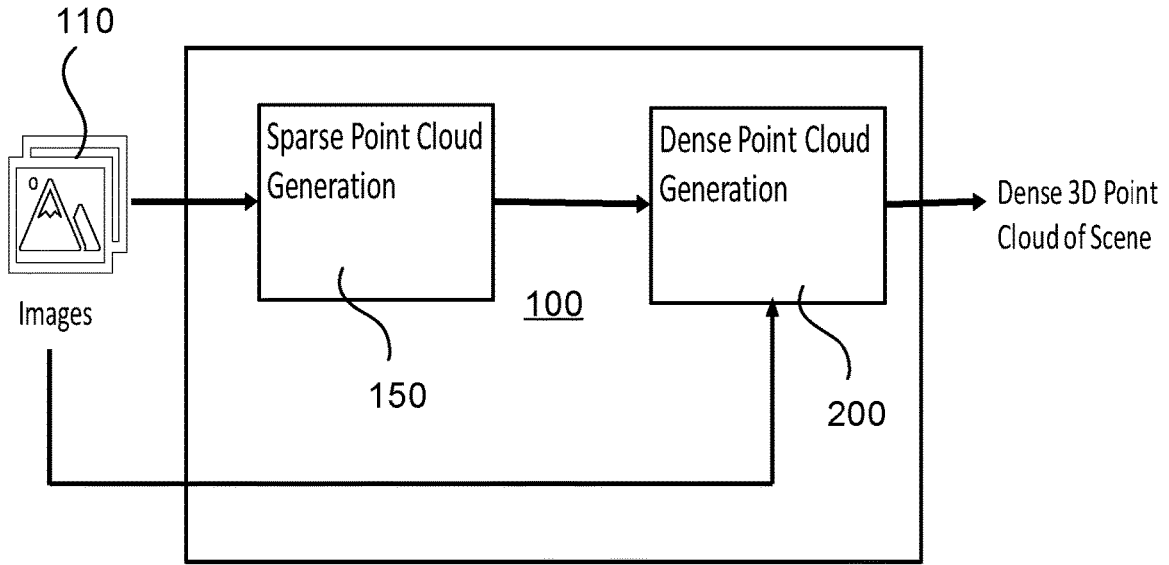 110
Sparse Point Cloud
Generation
Dense Point Cloud
Generation
Dense 3D Point
Cloud of Scene
Images
100
150
200